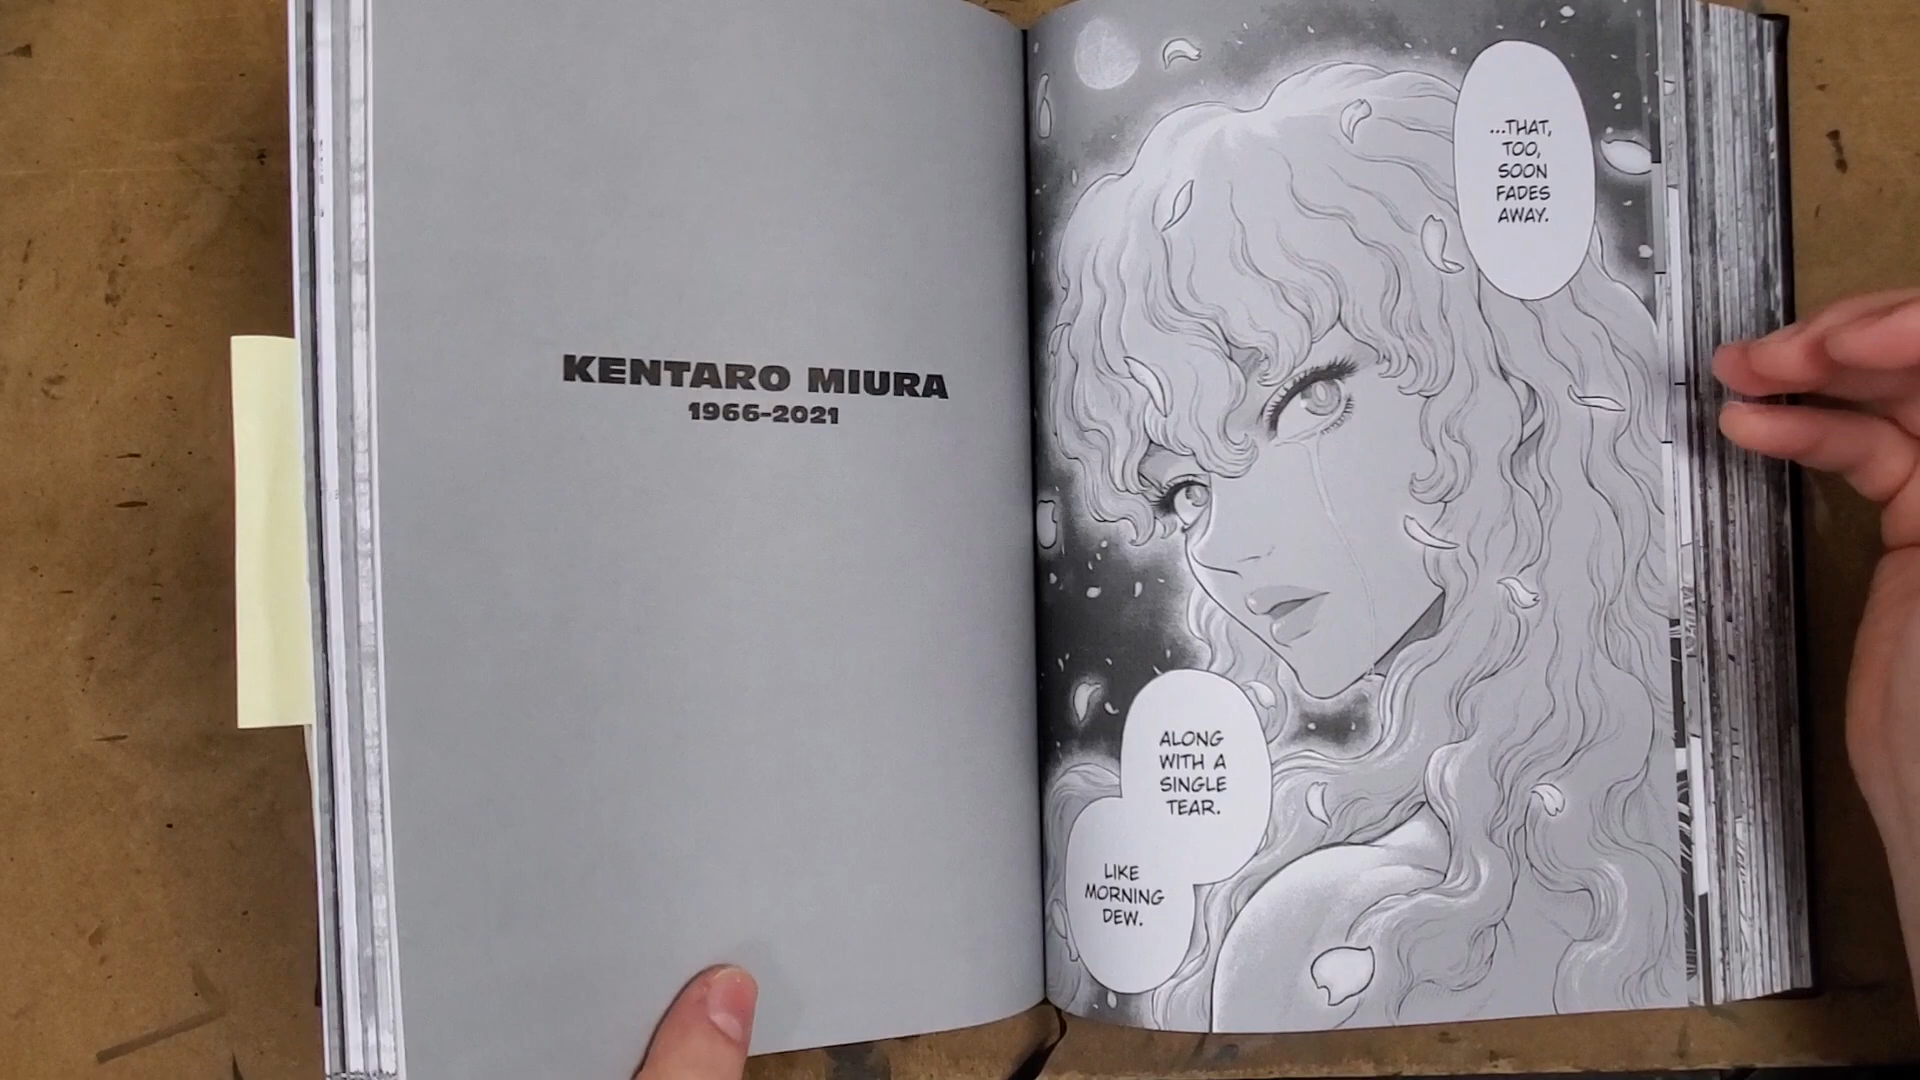 KENTARO MIURA
1966-2021
...THAT,
TOO,
SOON
FADES
AWAY.
ALONG
WITH A
SINGLE
TEAR.
LIKE
MORNING
DEW.